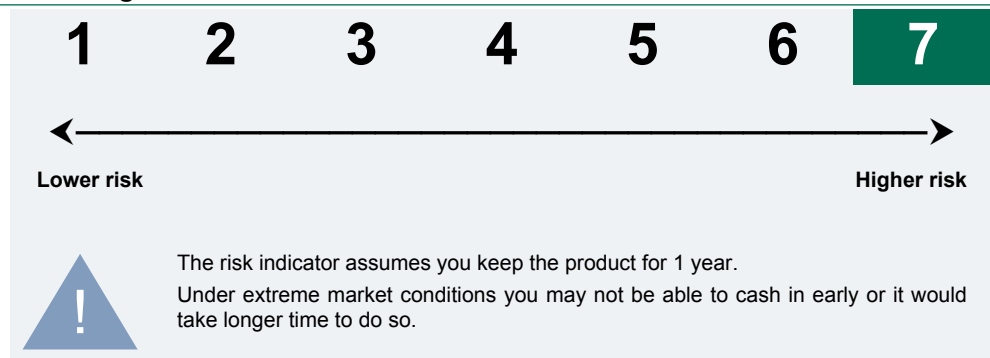 1 2 3 4 5 6 7
Lower risk Higher risk
The risk indicator assumes you keep the product for 1 year.
Under extreme market conditions you may not be able to cash in early or it would
take longer time to do so.